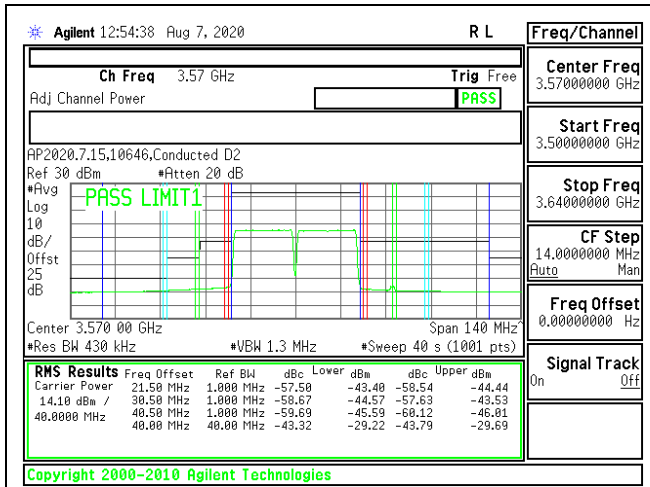 Agilent 12:54:38 Aug 7, 2020 R L
Freq/Channel
Ch Freq 3.57 GHz Trig Free
Adj Channel Power PASS
AP2020.7.15,10646,Conducted D2
Ref 30 dBm #Atten 20 dB
#Avg
Log
10
dB/
Offst
25
dB
PASS LIMIT1
Center 3.570 00 GHz Span 140 MHz^
#Res BW 430 kHz #VBW 1.3 MHz #Sweep 40 s (1001 pts)
RMS Results Freq Offset Ref BW dBc Lower dBm dBc Upper dBm
Carrier Power 21.50 MHz 1.000 MHz -57.50 -43.40 -58.54 -44.44
14.10 dBm / 30.50 MHz 1.000 MHz -58.67 -44.57 -57.63 -43.53
40.0000 MHz 40.50 MHz 1.000 MHz -59.69 -45.59 -60.12 -46.01
40.00 MHz 40.00 MHz -43.32 -29.22 -43.79 -29.69
Center Freq
3.57000000 GHz
Start Freq
3.50000000 GHz
Stop Freq
3.64000000 GHz
CF Step
14.0000000 MHz
Auto Man
Freq Offset
0.00000000 Hz
Signal Track
On Off
Copyright 2000-2010 Agilent Technologies